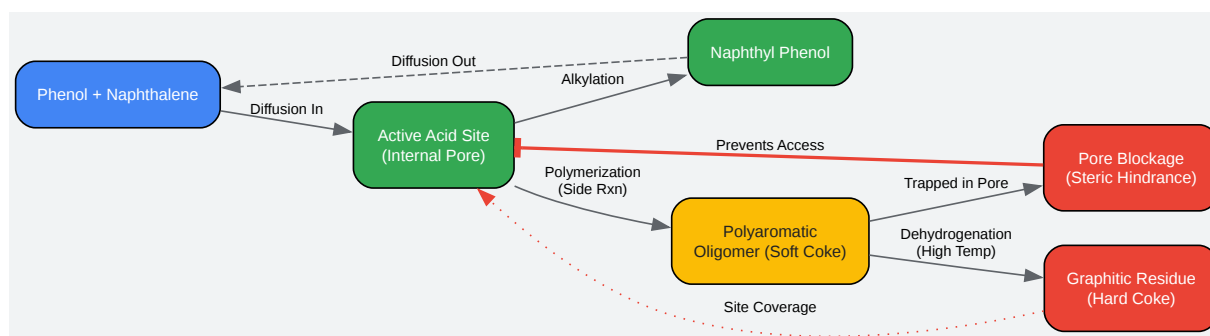 Naphthyl Phenol
Diffusion Out
Alkylation
Phenol + Naphthalene
Diffusion In
Active Acid Site
(Internal Pore)
Prevents Access
Pore Blockage
(Steric Hindrance)
Polymerization
(Side Rxn)
Trapped in Pore
Polyaromatic
Oligomer (Soft Coke)
Dehydrogenation
(High Temp)
Graphitic Residue
(Hard Coke)
Site Coverage